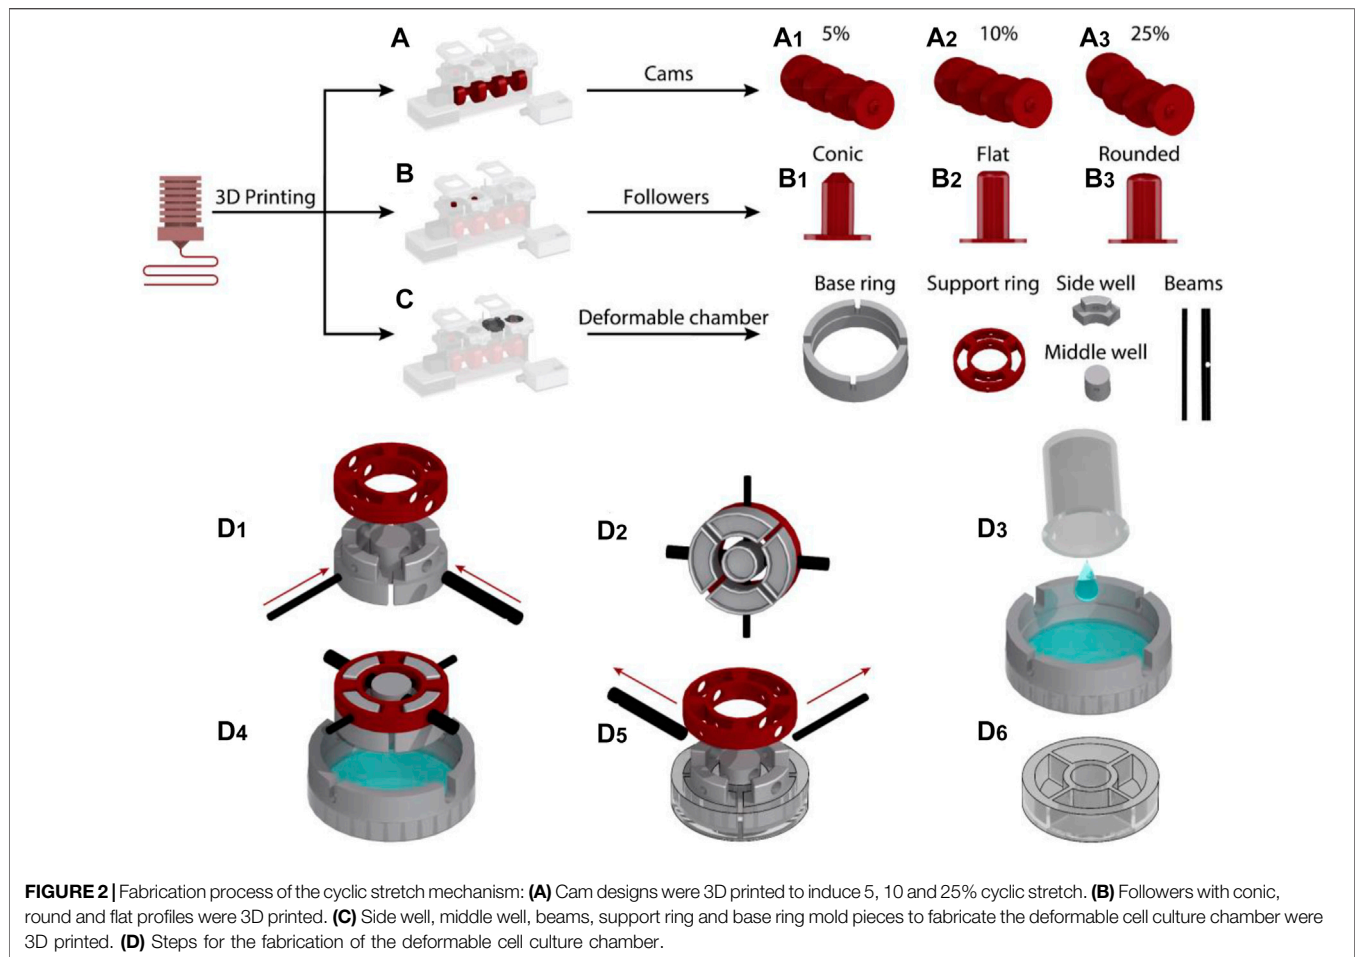 A
Cams
A1 5%
A2 10%
A3 25%
3D Printing
B
Followers
Conic
B1
Flat
B2
Rounded
B3
C
Deformable chamber
Base ring
Support ring
Side well
Middle well
Beams
D1
D2
D3
D4
D5
D6
FIGURE 2 | Fabrication process of the cyclic stretch mechanism: (A) Cam designs were 3D printed to induce 5, 10 and 25% cyclic stretch. (B) Followers with conic,
round and flat profiles were 3D printed. (C) Side well, middle well, beams, support ring and base ring mold pieces to fabricate the deformable cell culture chamber were
3D printed. (D) Steps for the fabrication of the deformable cell culture chamber.